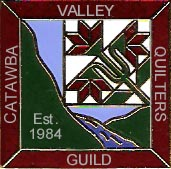 CATAWBA
VALLEY
QUILTERS
GUILD
Est.
1984